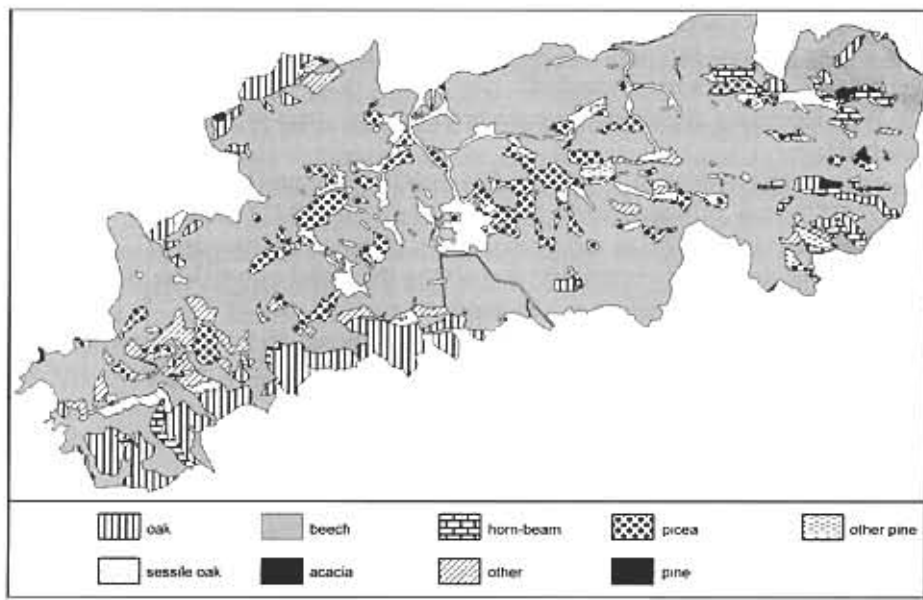 oak beech horn-beam picea other pine
sessile oak acacia other pine